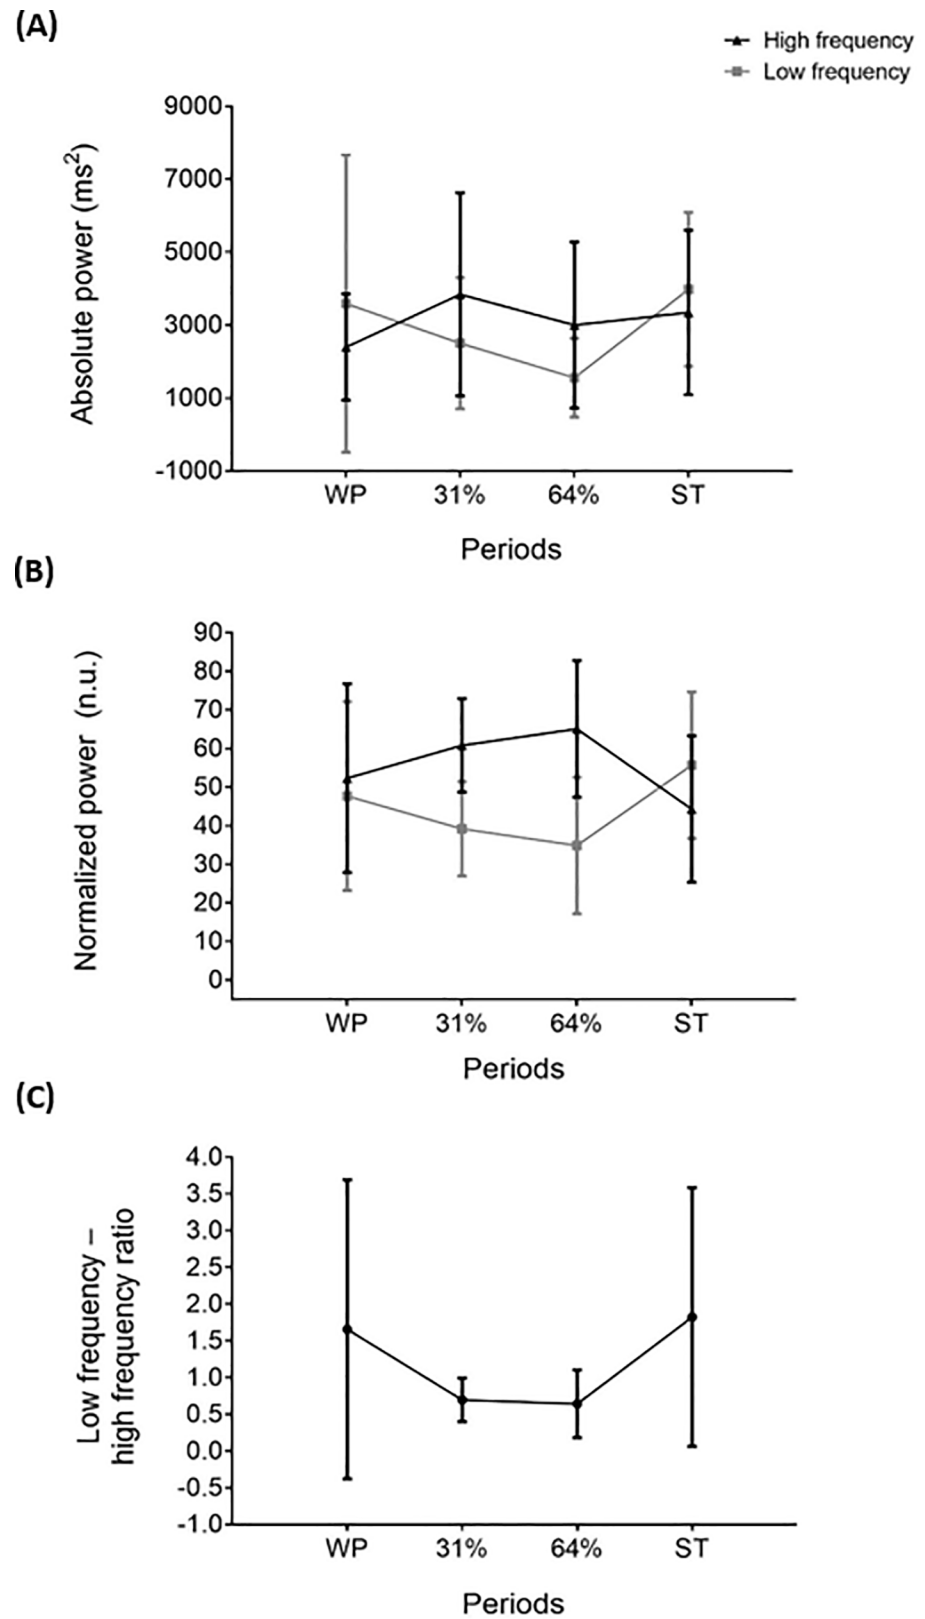 (A)
High frequency
Low frequency
Absolute power (ms²)
9000
7000
5000
3000
1000
-1000
WP 31% 64% ST
Periods
(B)
Normalized power (n.u.)
90
80
70
60
50
40
30
20
10
0
WP 31% 64% ST
Periods
(C)
Low frequency –
high frequency ratio
4.0
3.5
3.0
2.5
2.0
1.5
1.0
0.5
0.0
-0.5
-1.0
WP 31% 64% ST
Periods